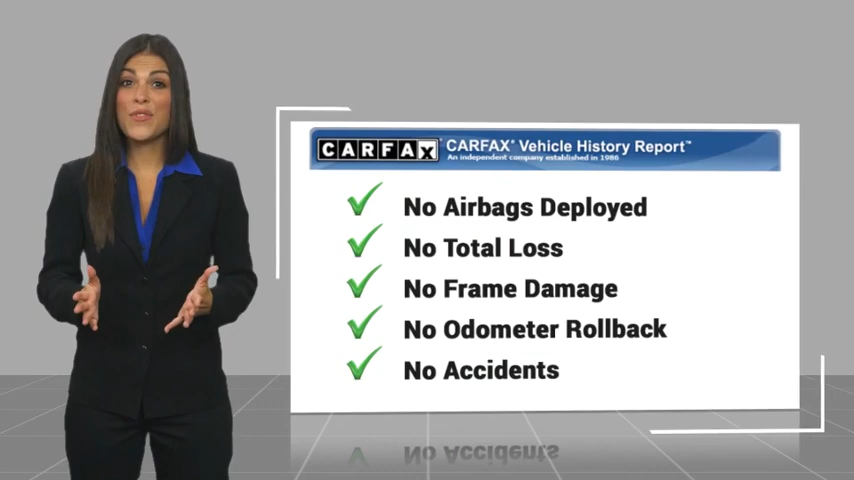 CARFAX® CARFAX® Vehicle History Report™
An independent company established in 1986
No Airbags Deployed
No Total Loss
No Frame Damage
No Odometer Rollback
No Accidents
No Accidents